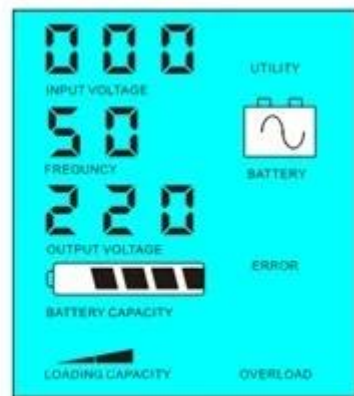 000
INPUT VOLTAGE
UTILITY
50
FREQUNCY
BATTERY
220
OUTPUT VOLTAGE
ERROR
BATTERY CAPACITY
LOADING CAPACITY
OVERLOAD